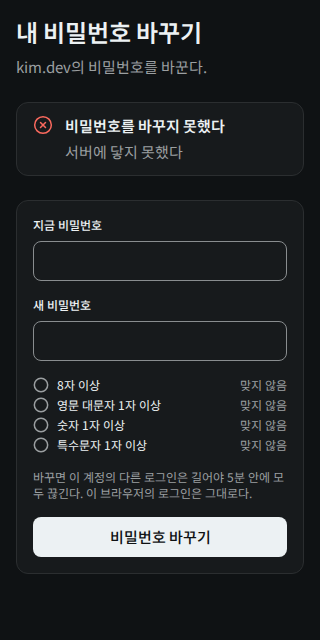 내 비밀번호 바꾸기
kim.dev의 비밀번호를 바꾼다.
비밀번호를 바꾸지 못했다
서버에 닿지 못했다
지금 비밀번호
새 비밀번호
8자 이상 맞지 않음
영문 대문자 1자 이상 맞지 않음
숫자 1자 이상 맞지 않음
특수문자 1자 이상 맞지 않음
바꾸면 이 계정의 다른 로그인은 길어야 5분 안에 모
두 끊긴다. 이 브라우저의 로그인은 그대로다.
비밀번호 바꾸기